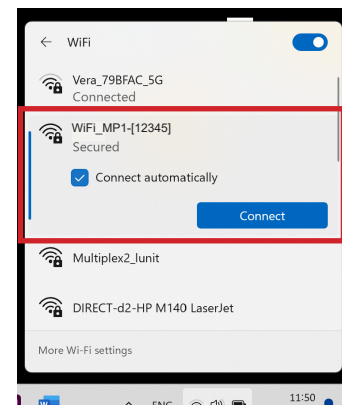 WiFi
Vera_79BFAC_5G
Connected
WiFi_MP1-[12345]
Secured
Connect automatically
Connect
Multiplex2_lunit
DIRECT-d2-HP M140 LaserJet
More Wi-Fi settings
W
ENG
11:50